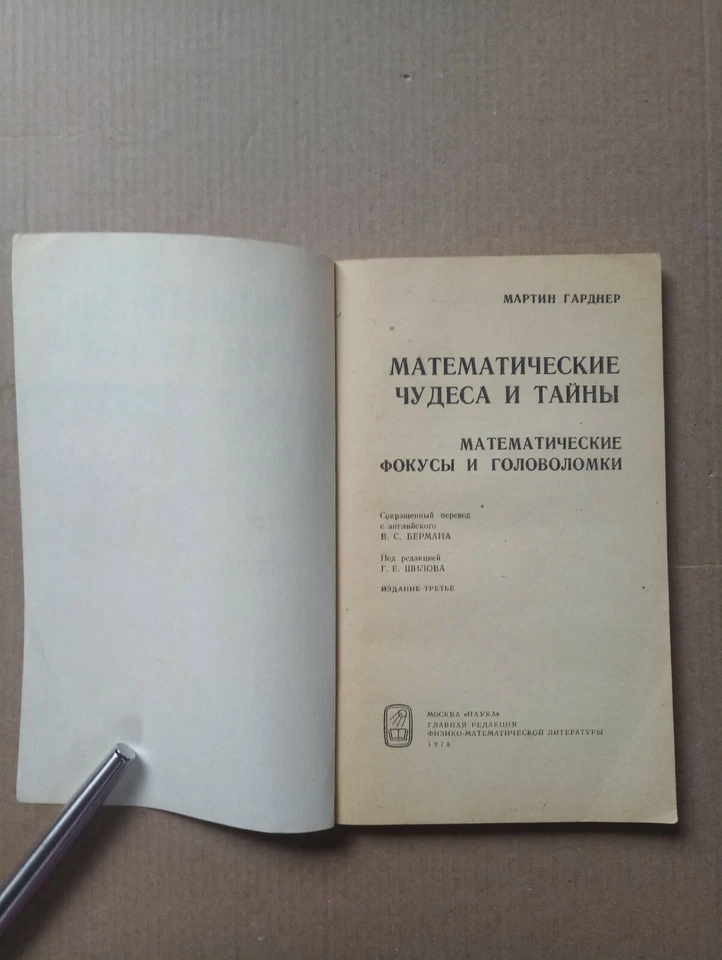 МАРТИН ГАРДНЕР
МАТЕМАТИЧЕСКИЕ
ЧУДЕСА И ТАЙНЫ
МАТЕМАТИЧЕСКИЕ
ФОКУСЫ И ГОЛОВОЛОМКИ
Сокращенный перевод
с английского
В. С. БЕРМАНА
Под редакцией
Г. Е. ШИЛОВА
ИЗДАНИЕ ТРЕТЬЕ
МОСКВА «НАУКА»
ГЛАВНАЯ РЕДАКЦИЯ
ФИЗИКО-МАТЕМАТИЧЕСКОЙ ЛИТЕРАТУРЫ
1978